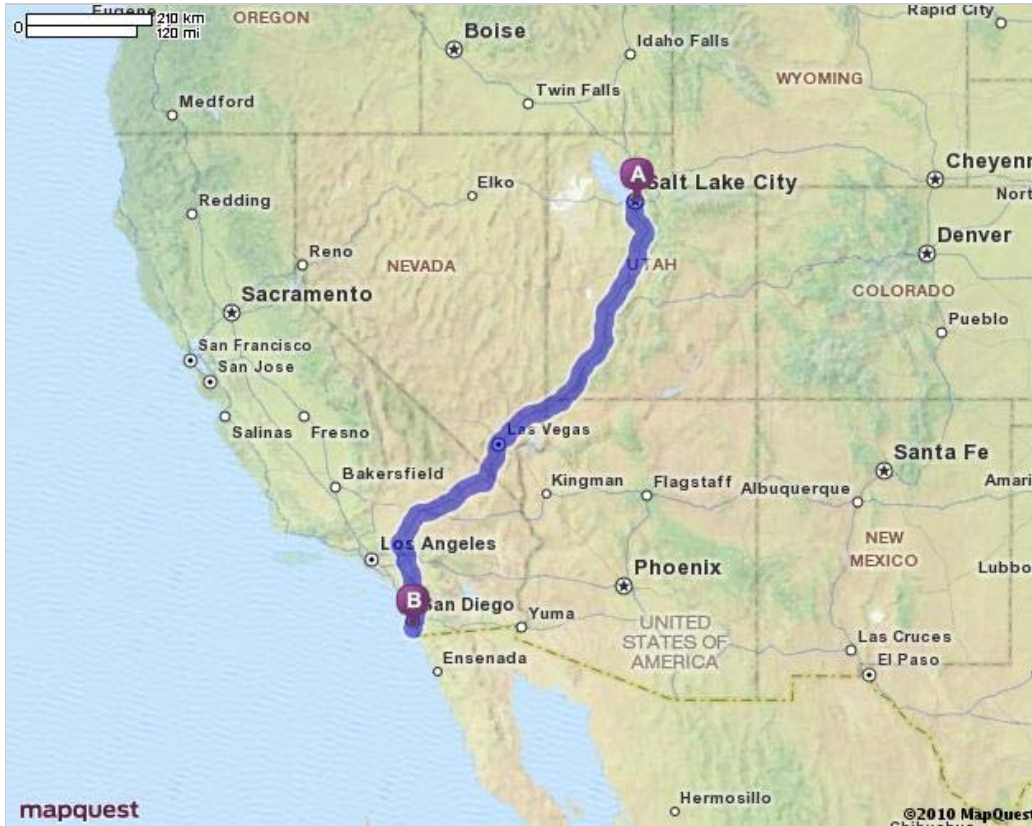 Eugene
OREGON
Rapid City
0
210 km
120 mi
Boise
Idaho Falls
WYOMING
Twin Falls
Medford
A
Salt Lake City
Cheyenn
Elko
Nort
Redding
Denver
Reno
NEVADA
UTAH
Sacramento
COLORADO
Pueblo
San Francisco
San Jose
Salinas
Fresno
Las Vegas
Santa Fe
Bakersfield
Kingman
Flagstaff
Albuquerque
Amari
NEW
MEXICO
Los Angeles
Phoenix
Lubbo
B
San Diego
Yuma
UNITED
STATES OF
AMERICA
Las Cruces
El Paso
Ensenada
Hermosillo
mapquest
©2010 MapQuest
Chihuahua